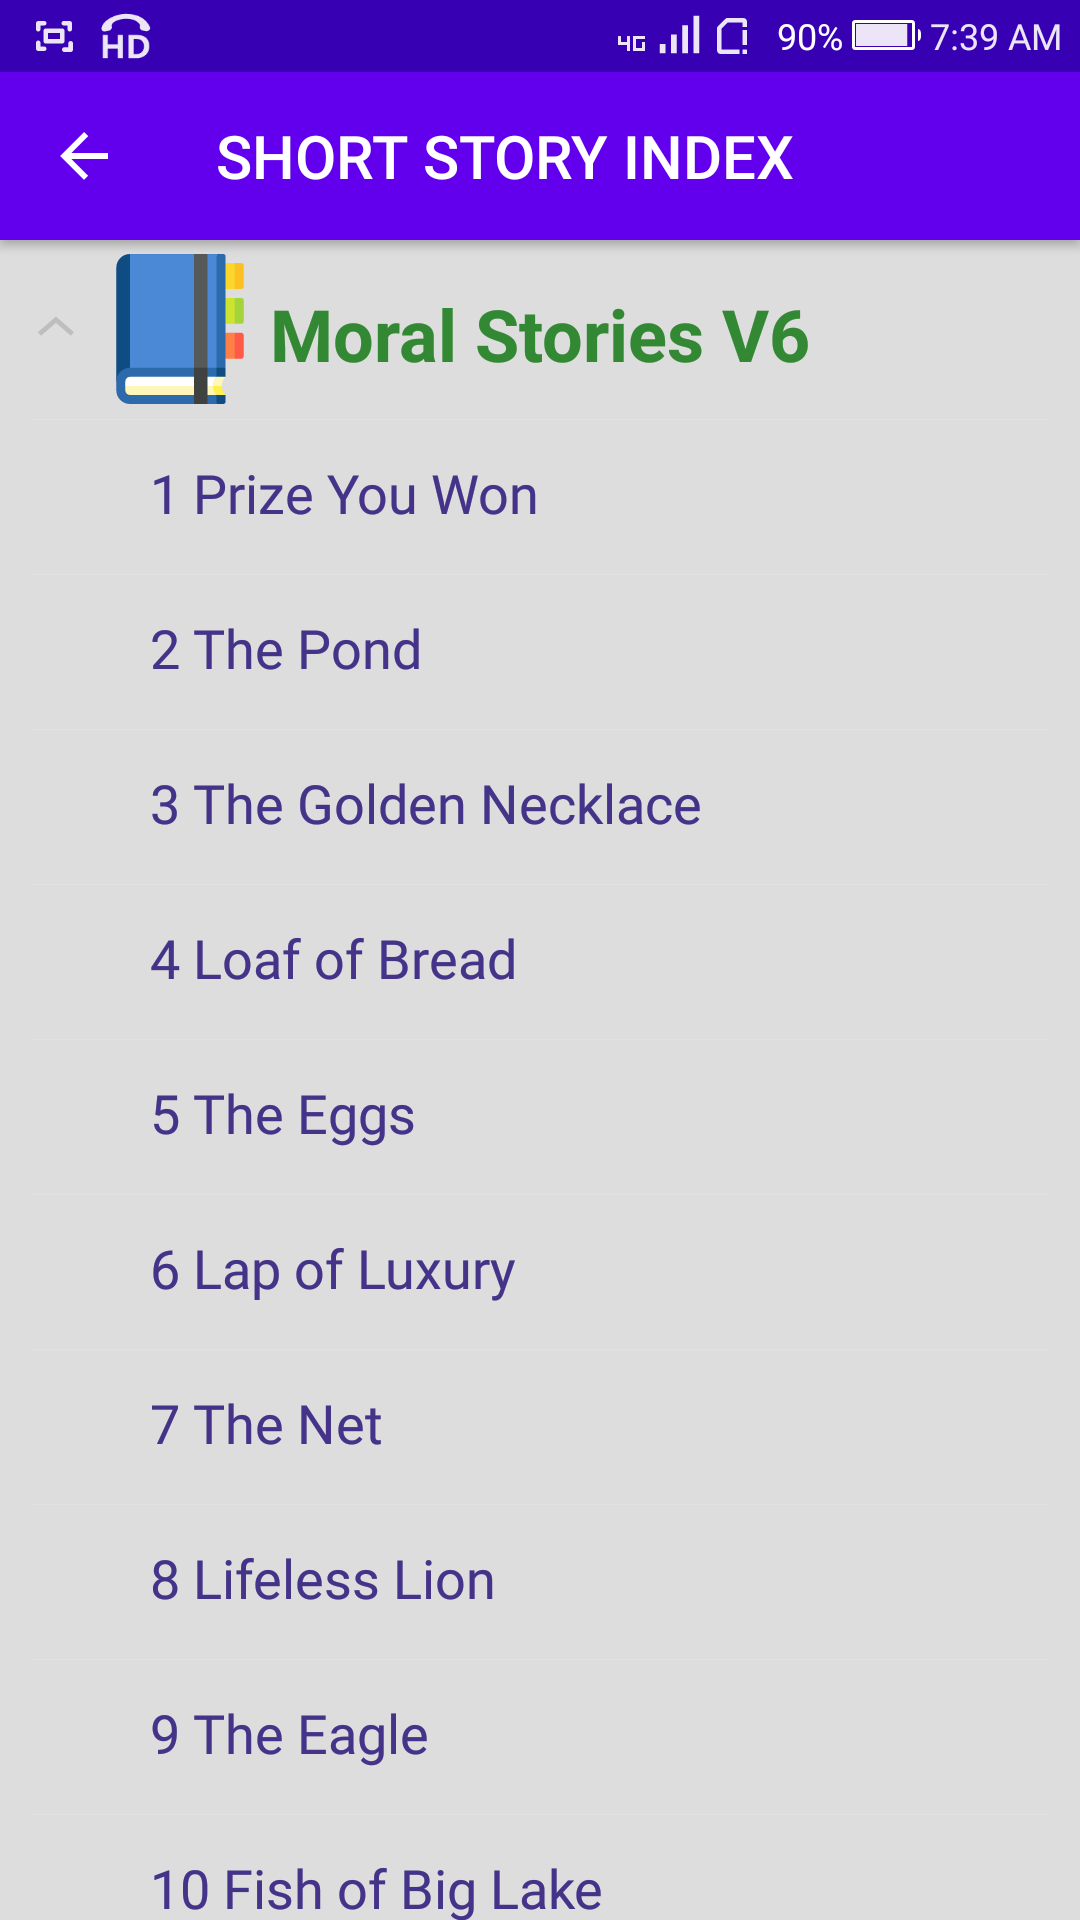 HD 4G 90% 7:39 AM
SHORT STORY INDEX
Moral Stories V6
1 Prize You Won
2 The Pond
3 The Golden Necklace
4 Loaf of Bread
5 The Eggs
6 Lap of Luxury
7 The Net
8 Lifeless Lion
9 The Eagle
10 Fish of Big Lake